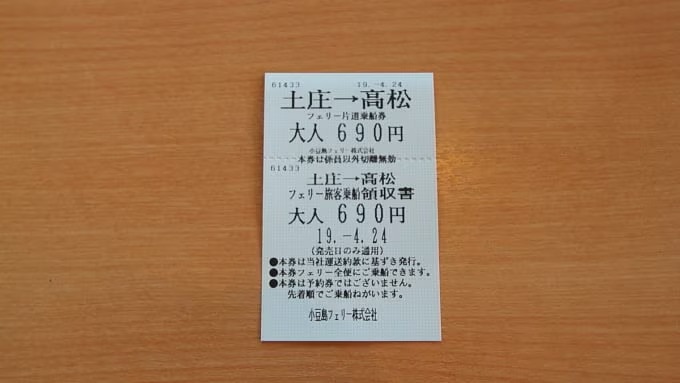 61433 19.-4.24
土庄→高松
フェリー片道乗船券
大人 690円
小豆島フェリー株式会社
本券は係員以外切離無効
61433
土庄→高松
フェリー旅客乗船領収書
大人 690円
19.-4.24
(発売日のみ通用)
●本券は当社運送約款に基ずき発行。
●本券フェリー全便にご乗船できます。
●本券は予約券ではございません。
先着順でご乗船ねがいます。
小豆島フェリー株式会社